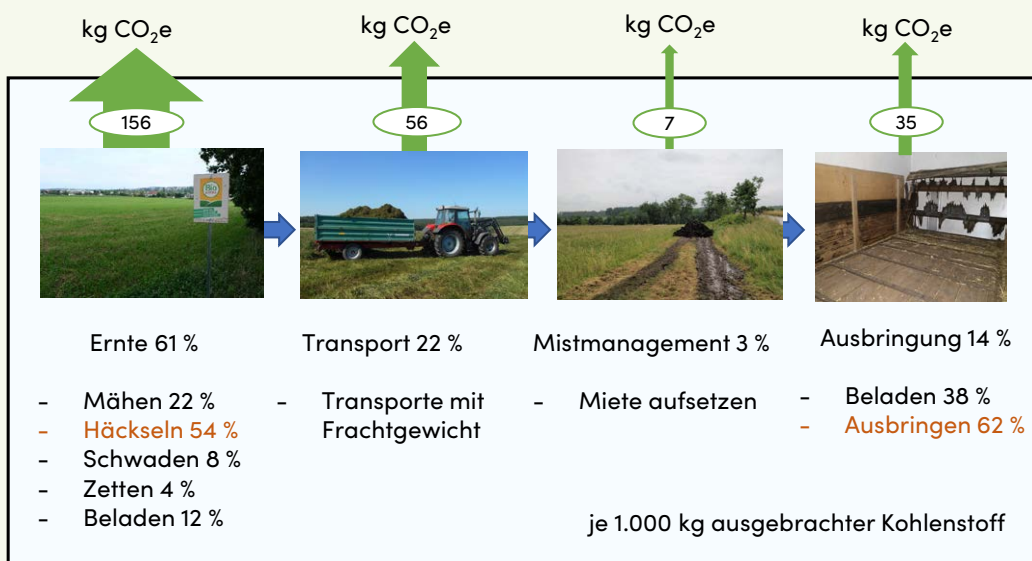 kg CO₂e
kg CO₂e
kg CO₂e
kg CO₂e
156
56
7
35
Bio
Ernte 61 %
- Mähen 22 %
- Häckseln 54 %
- Schwaden 8 %
- Zetten 4 %
- Beladen 12 %
Transport 22 %
- Transporte mit
Frachtgewicht
Mistmanagement 3 %
- Miete aufsetzen
Ausbringung 14 %
- Beladen 38 %
- Ausbringen 62 %
je 1.000 kg ausgebrachter Kohlenstoff